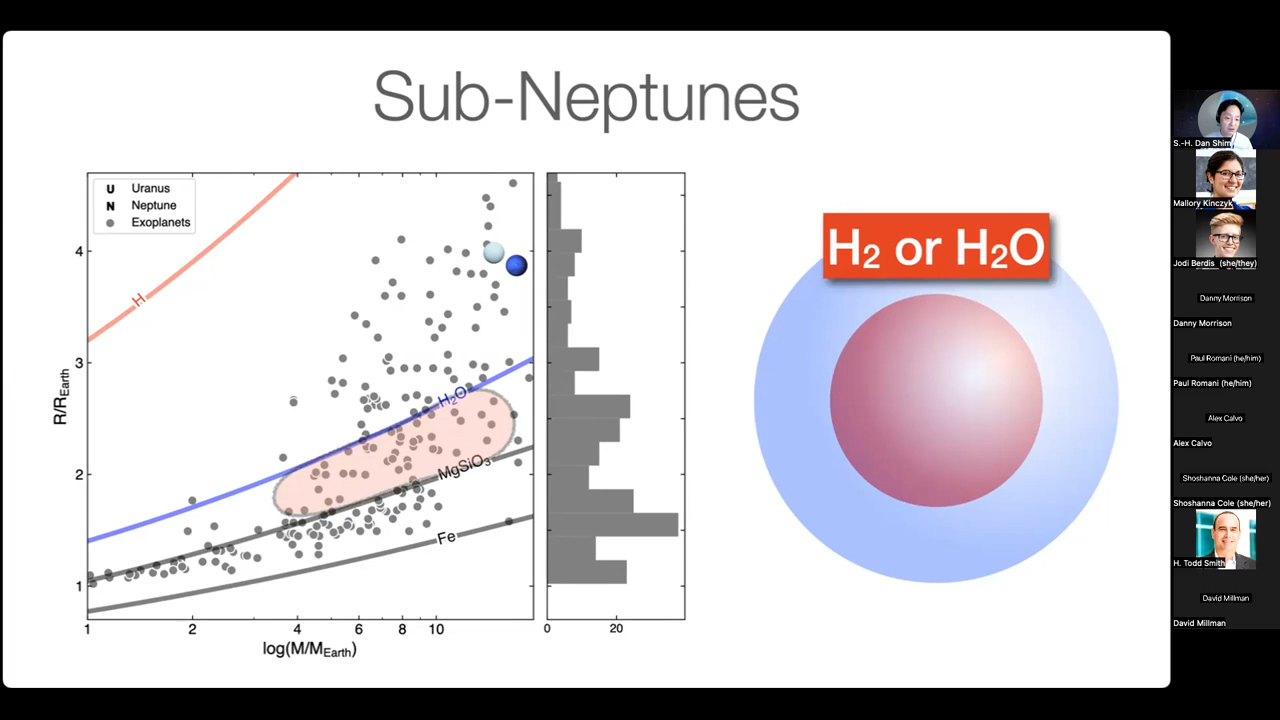 Sub-Neptunes
U Uranus
N Neptune
Exoplanets
H
H₂O
MgSiO₃
Fe
R/R_Earth
4
3
2
1
1 2 4 6 8 10
log(M/M_Earth)
0 20
H₂ or H₂O
S.-H. Dan Shim
Mallory Kinczyk
Jodi Berdis (she/they)
Danny Morrison
Danny Morrison
Paul Romani (he/him)
Paul Romani (he/him)
Alex Calvo
Alex Calvo
Shoshanna Cole (she/her)
Shoshanna Cole (she/her)
H. Todd Smith
David Millman
David Millman